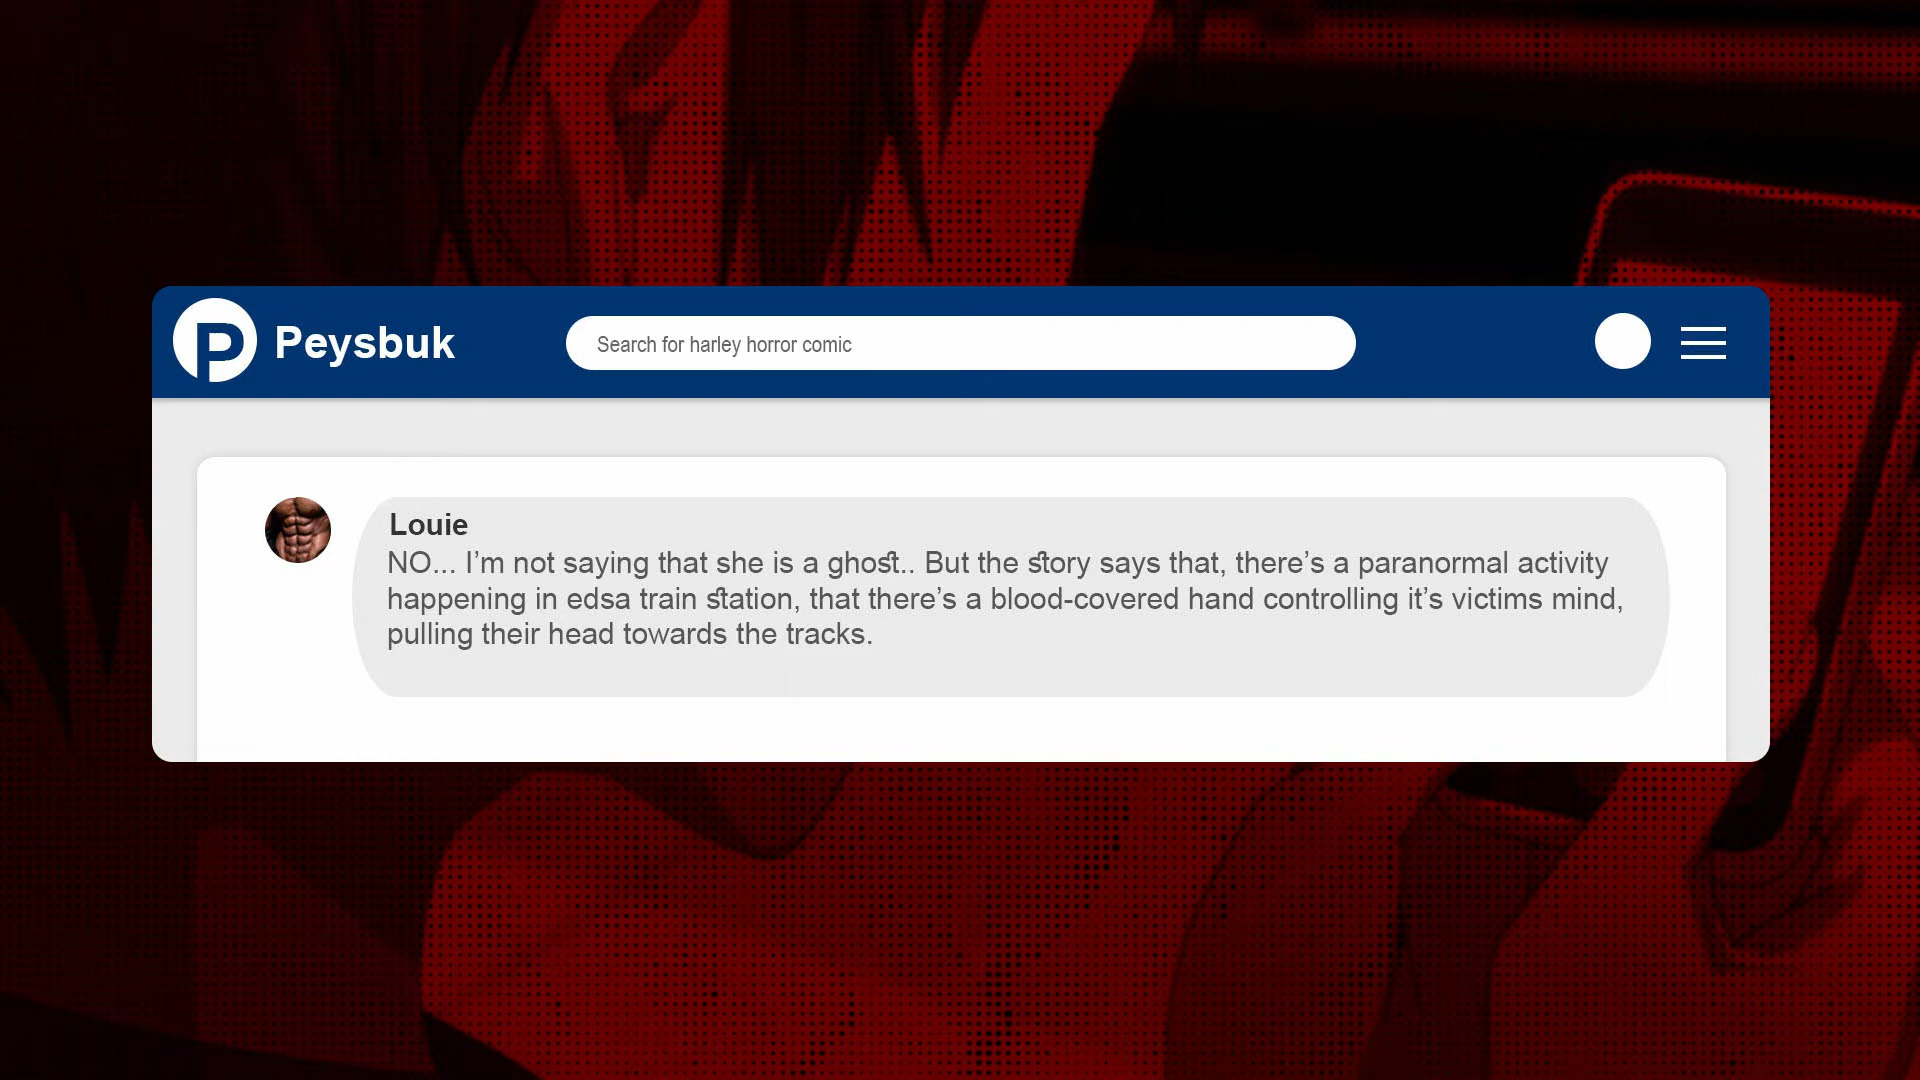 Peysbuk
Search for harley horror comic
Louie
NO... I’m not saying that she is a ghost.. But the story says that, there’s a paranormal activity
happening in edsa train station, that there’s a blood-covered hand controlling it’s victims mind,
pulling their head towards the tracks.